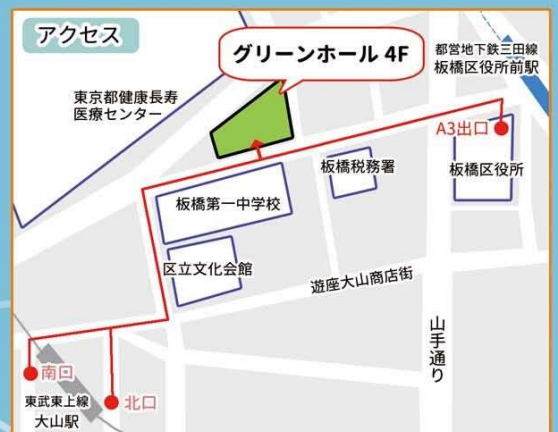 アクセス
グリーンホール 4F
都営地下鉄三田線
板橋区役所前駅
東京都健康長寿
医療センター
A3出口
板橋税務署
板橋区役所
板橋第一中学校
区立文化会館
遊座大山商店街
山手通り
南口
北口
東武東上線
大山駅